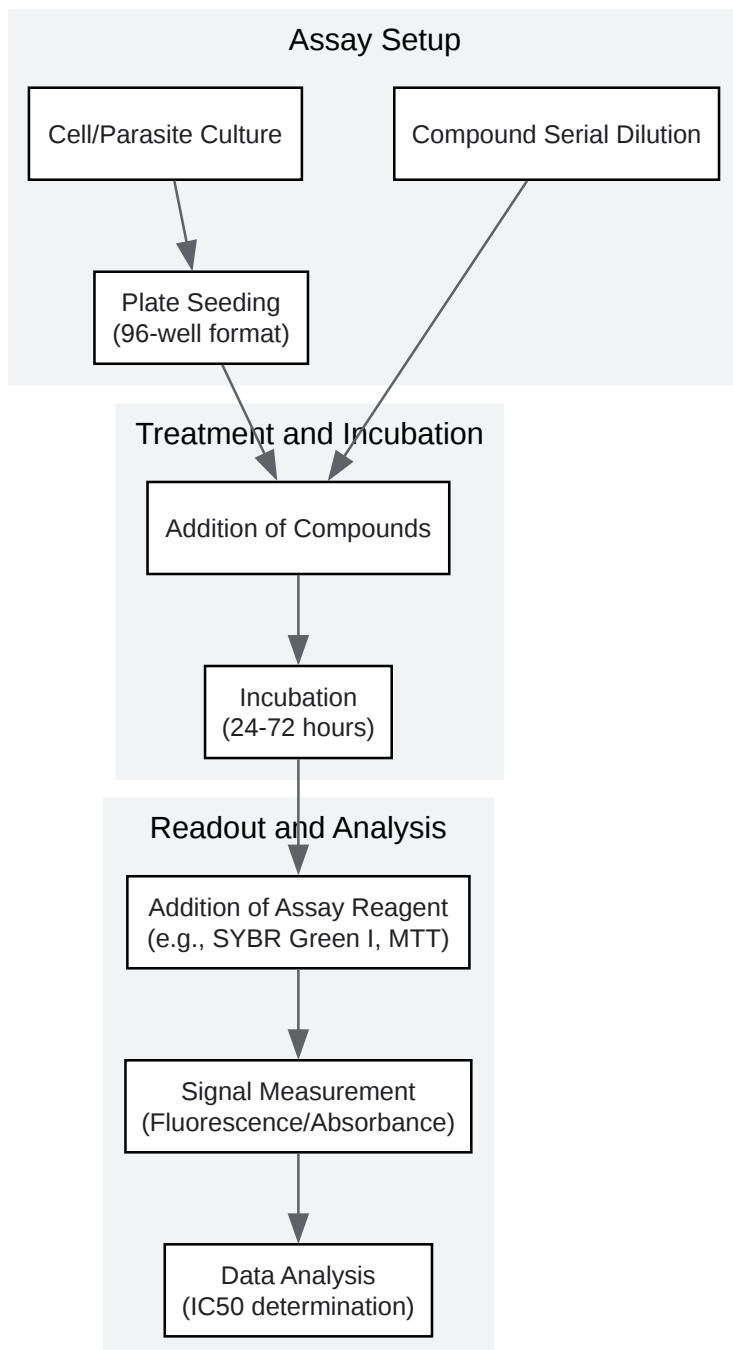 Assay Setup
Cell/Parasite Culture
Compound Serial Dilution
Plate Seeding
(96-well format)
Treatment and Incubation
Addition of Compounds
Incubation
(24-72 hours)
Readout and Analysis
Addition of Assay Reagent
(e.g., SYBR Green I, MTT)
Signal Measurement
(Fluorescence/Absorbance)
Data Analysis
(IC50 determination)